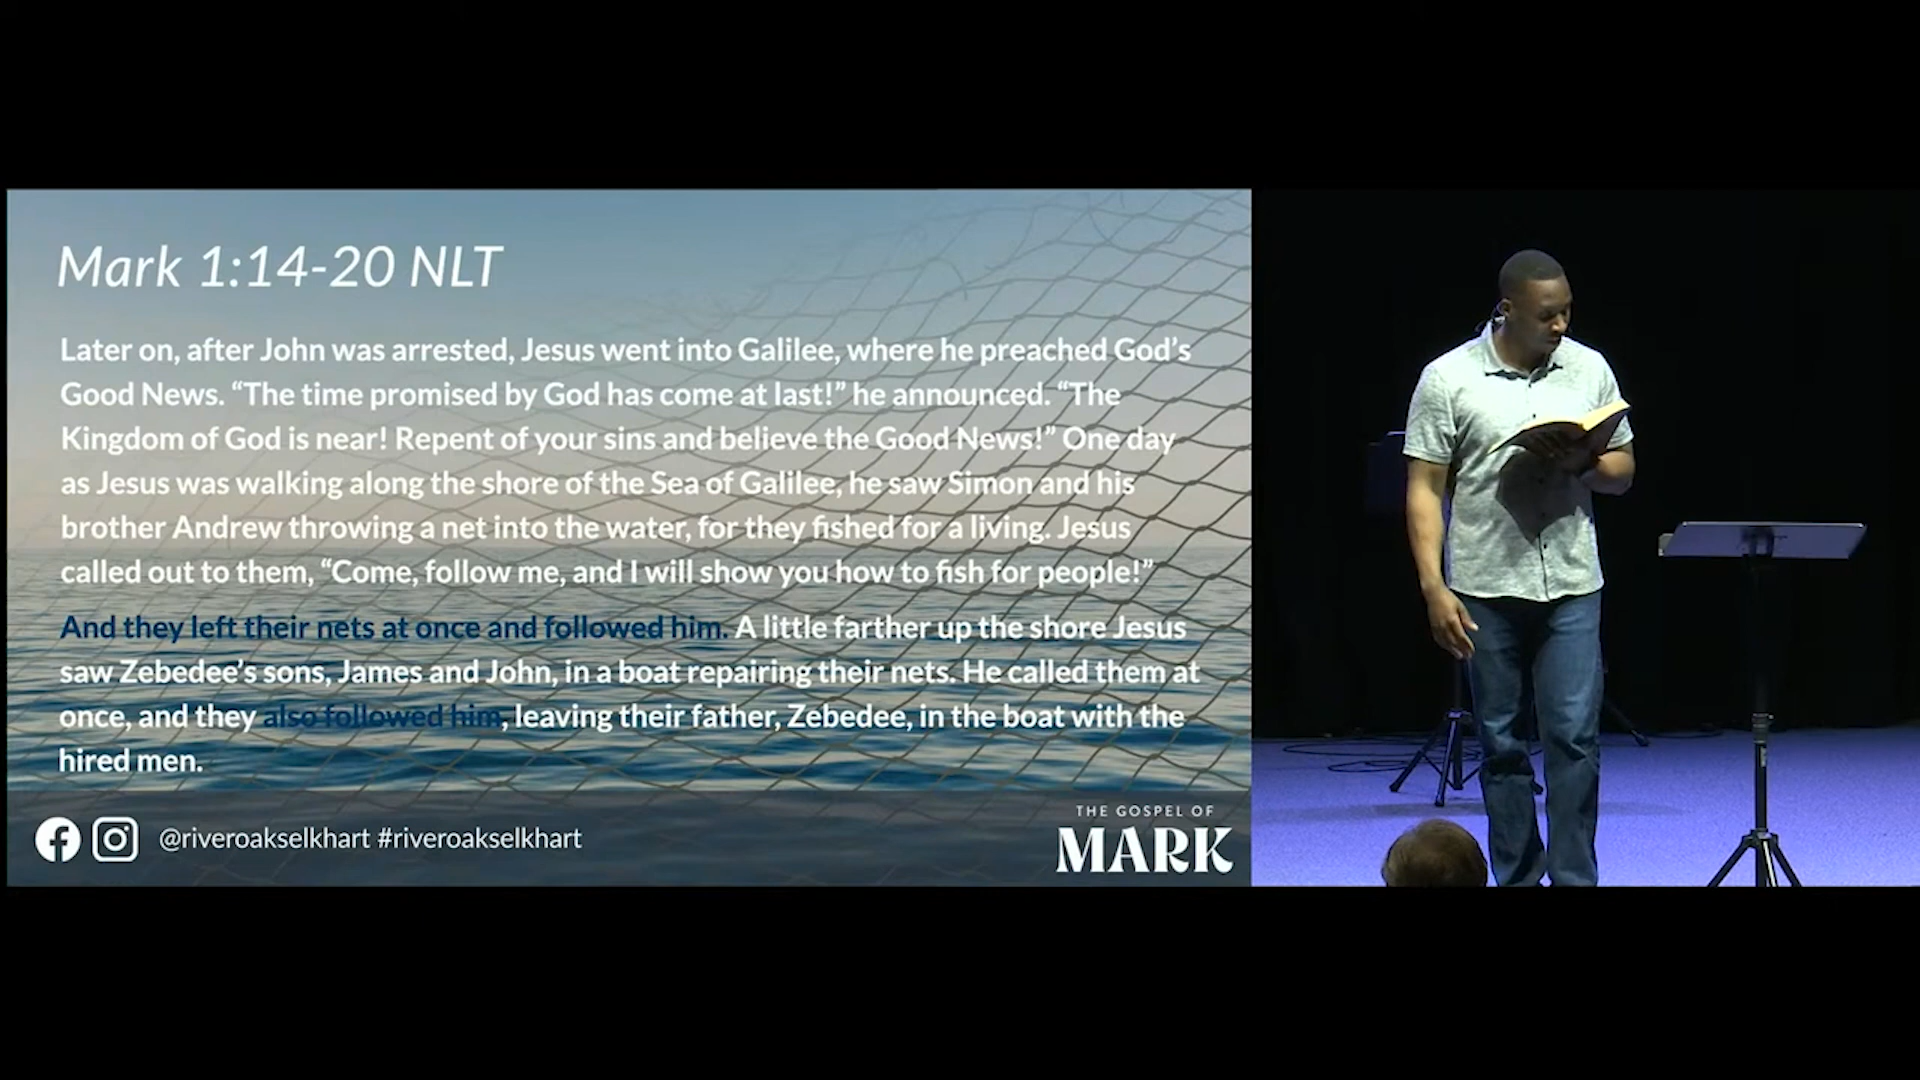 Mark 1:14-20 NLT
Later on, after John was arrested, Jesus went into Galilee, where he preached God’s
Good News. “The time promised by God has come at last!” he announced. “The
Kingdom of God is near! Repent of your sins and believe the Good News!” One day
as Jesus was walking along the shore of the Sea of Galilee, he saw Simon and his
brother Andrew throwing a net into the water, for they fished for a living. Jesus
called out to them, “Come, follow me, and I will show you how to fish for people!”
And they left their nets at once and followed him. A little farther up the shore Jesus
saw Zebedee’s sons, James and John, in a boat repairing their nets. He called them at
once, and they also followed him, leaving their father, Zebedee, in the boat with the
hired men.
@riveroakselkhart #riveroakselkhart
THE GOSPEL OF
MARK